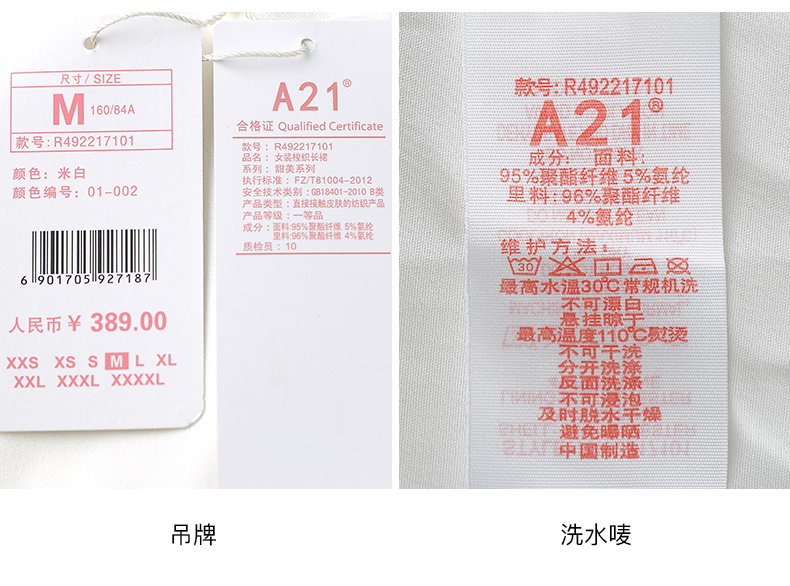 尺寸 / SIZE
M 160/84A
款号: R492217101
颜色: 米白
颜色编号: 01-002
6 901705 927187
人民币 ¥ 389.00
XXS XS S M L XL
XXL XXXL XXXXL
A21®
合格证 Qualified Certificate
款号: R492217101
品名: 女装梭织长裙
系列: 甜美系列
执行标准: FZ/T81004-2012
安全技术类别: GB18401-2010 B类
产品类型: 直接接触皮肤的纺织产品
产品等级: 一等品
成分: 面料:95%聚酯纤维 5%氨纶
里料:96%聚酯纤维 4%氨纶
质检员: 10
吊牌
款号: R492217101
A21®
成分: 面料:
95%聚酯纤维 5%氨纶
里料: 96%聚酯纤维
4%氨纶
维护方法:
30
最高水温30℃常规机洗
不可漂白
悬挂晾干
最高温度110℃熨烫
不可干洗
分开洗涤
反面洗涤
不可浸泡
及时脱水干燥
避免曝晒
中国制造
洗水唛